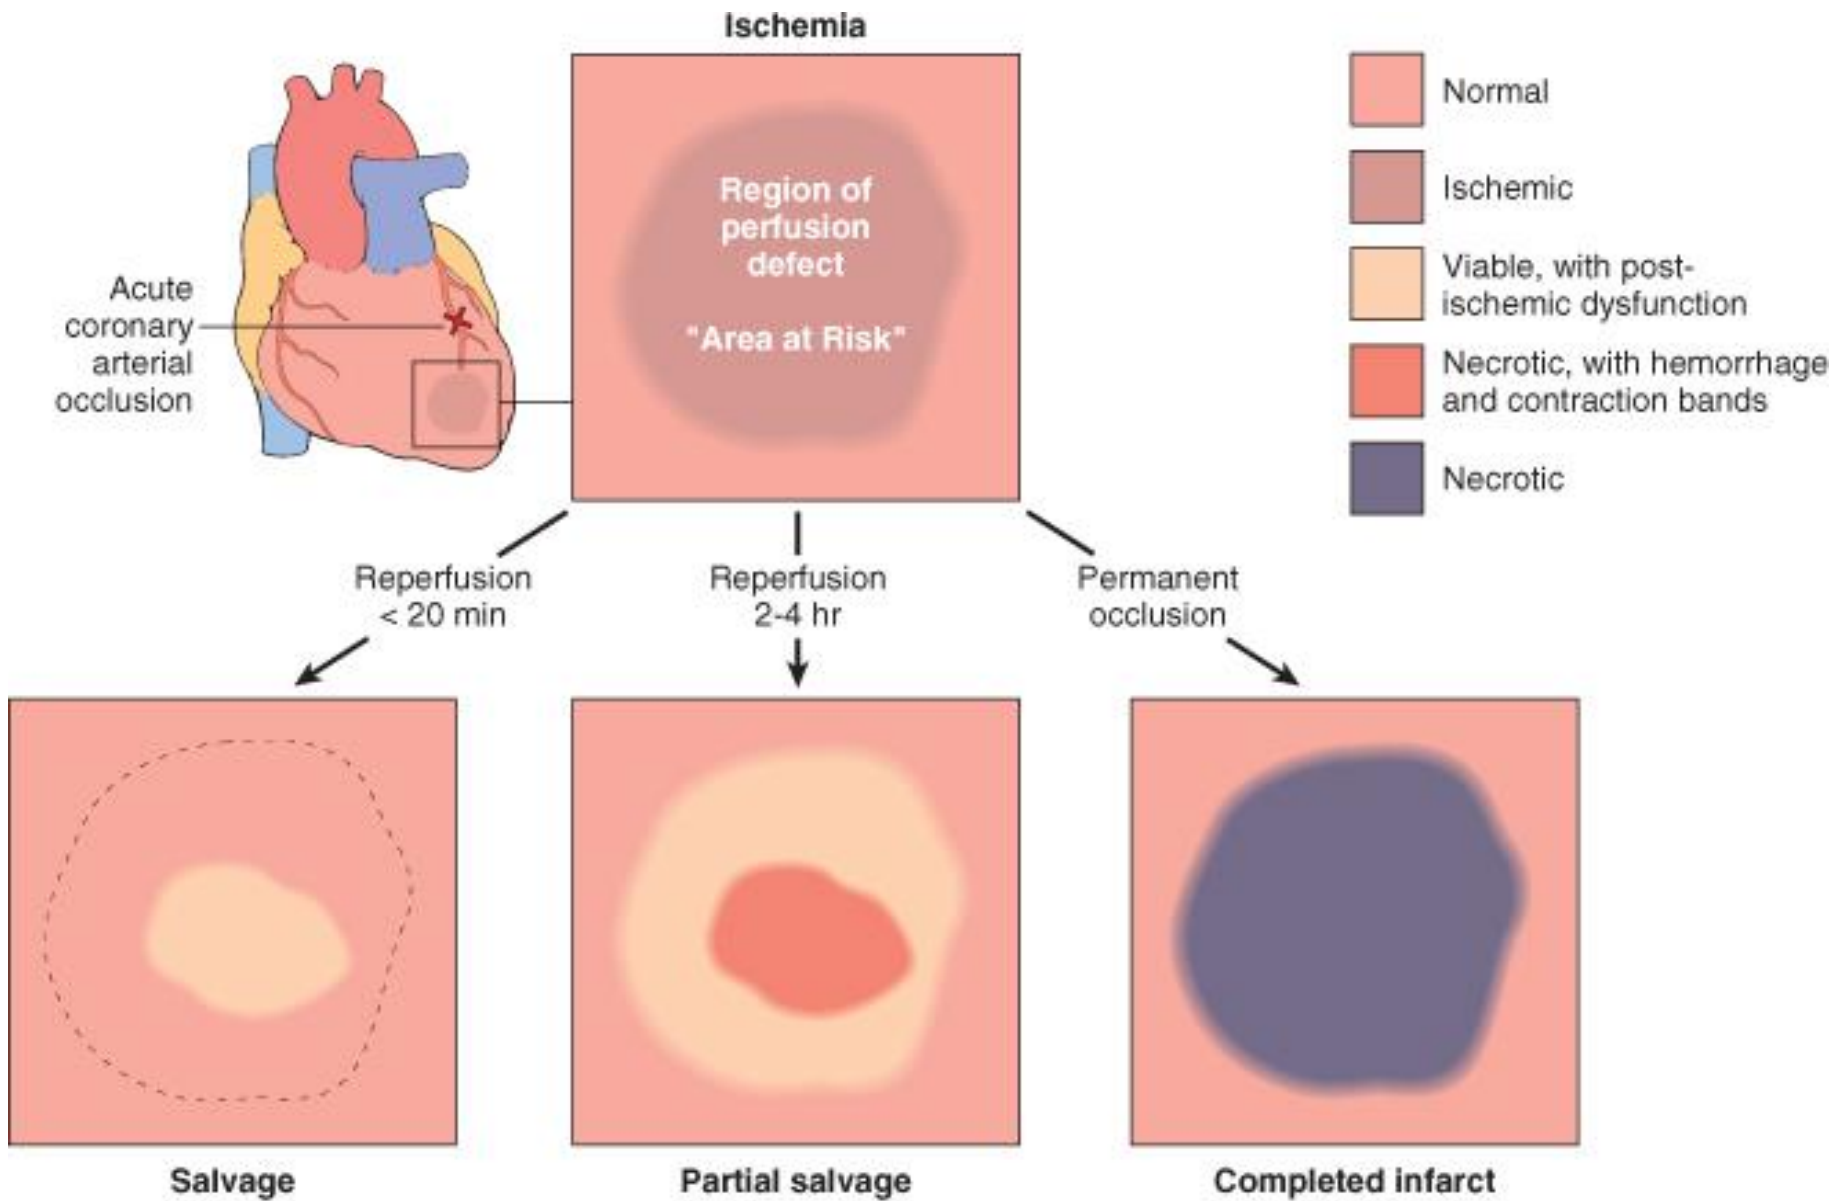 Ischemia
Acute
coronary
arterial
occlusion
Region of
perfusion
defect
"Area at Risk"
Normal
Ischemic
Viable, with post-
ischemic dysfunction
Necrotic, with hemorrhage
and contraction bands
Necrotic
Reperfusion
< 20 min
Reperfusion
2-4 hr
Permanent
occlusion
Salvage
Partial salvage
Completed infarct